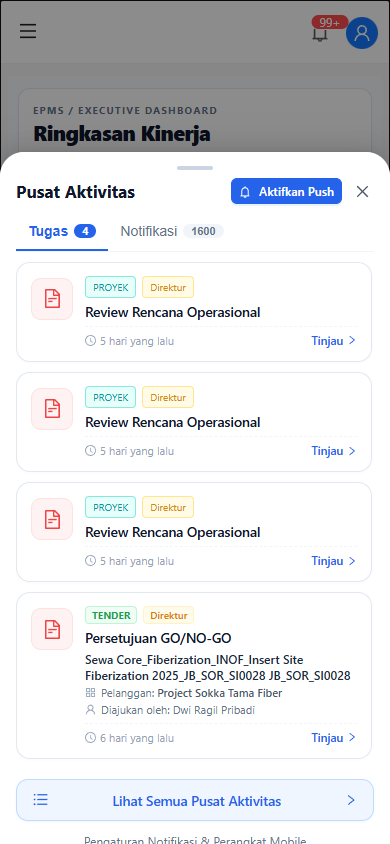 99+
EPMS / EXECUTIVE DASHBOARD
Ringkasan Kinerja
Pusat Aktivitas
Aktifkan Push
Tugas 4
Notifikasi 1600
PROYEK Direktur
Review Rencana Operasional
5 hari yang lalu
Tinjau
PROYEK Direktur
Review Rencana Operasional
5 hari yang lalu
Tinjau
PROYEK Direktur
Review Rencana Operasional
5 hari yang lalu
Tinjau
TENDER Direktur
Persetujuan GO/NO-GO
Sewa Core_Fiberization_INOF_Insert Site
Fiberization 2025_JB_SOR_SI0028 JB_SOR_SI0028
Pelanggan: Project Sokka Tama Fiber
Diajukan oleh: Dwi Ragil Pribadi
6 hari yang lalu
Tinjau
Lihat Semua Pusat Aktivitas
Pengaturan Notifikasi & Perangkat Mobile